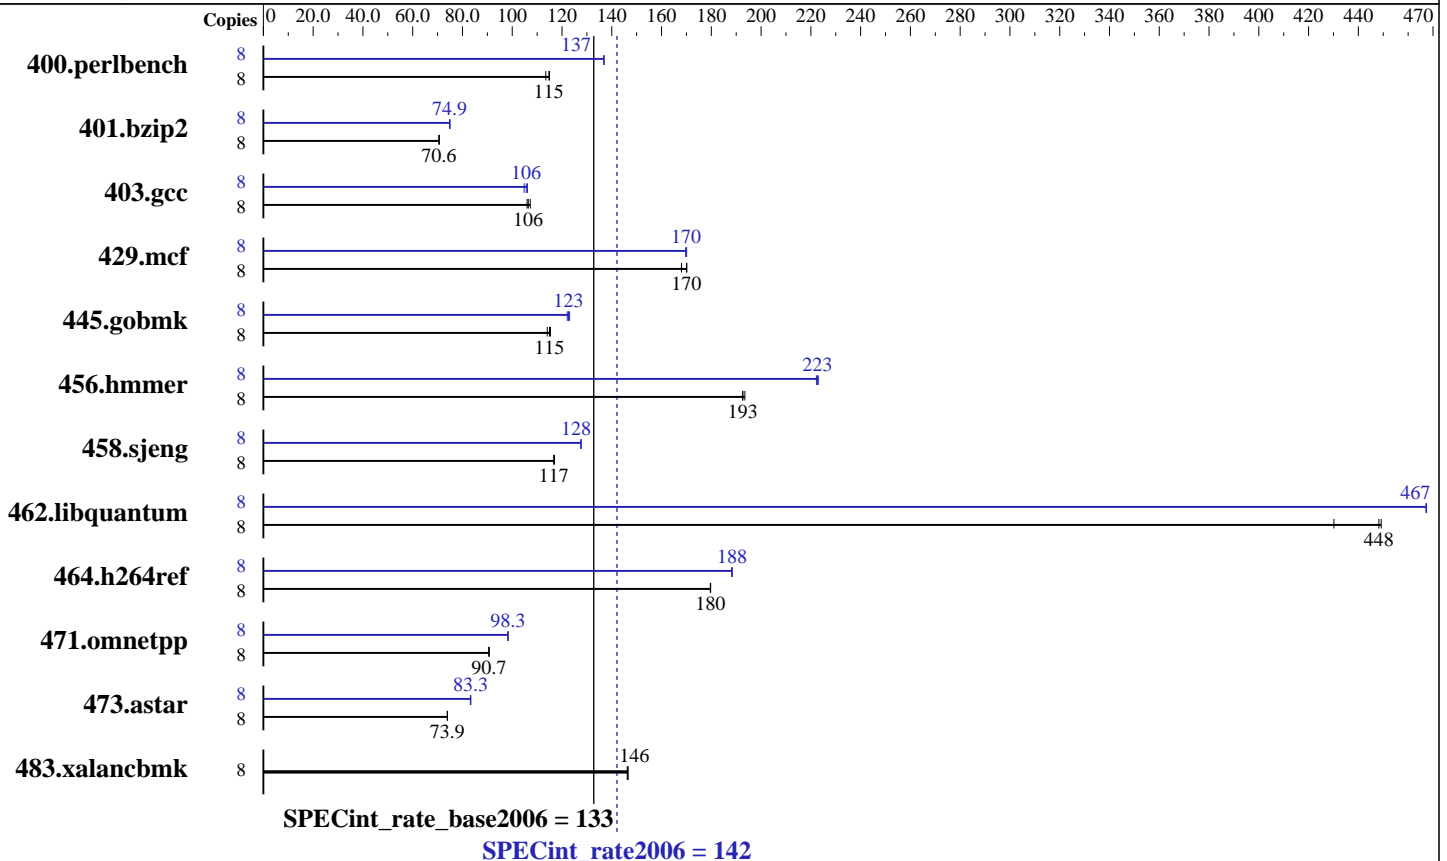 Copies 0 20.0 40.0 60.0 80.0 100 120 140 160 180 200 220 240 260 280 300 320 340 360 380 400 420 440 470
400.perlbench 8 137
8 115
401.bzip2 8 74.9
8 70.6
403.gcc 8 106
8 106
429.mcf 8 170
8 170
445.gobmk 8 123
8 115
456.hmmer 8 223
8 193
458.sjeng 8 128
8 117
462.libquantum 8 467
8 448
464.h264ref 8 188
8 180
471.omnetpp 8 98.3
8 90.7
473.astar 8 83.3
8 73.9
483.xalancbmk 8 146
SPECint_rate_base2006 = 133
SPECint_rate2006 = 142